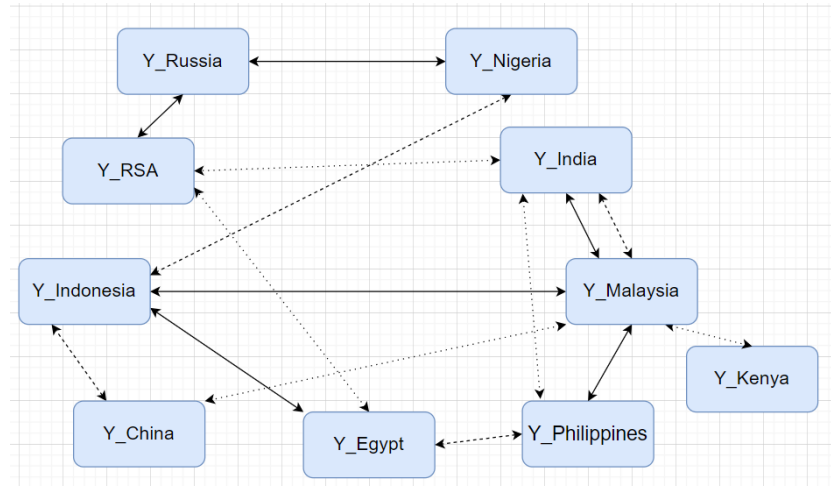 Y_Russia
Y_Nigeria
Y_RSA
Y_India
Y_Indonesia
Y_Malaysia
Y_Kenya
Y_China
Y_Egypt
Y_Philippines